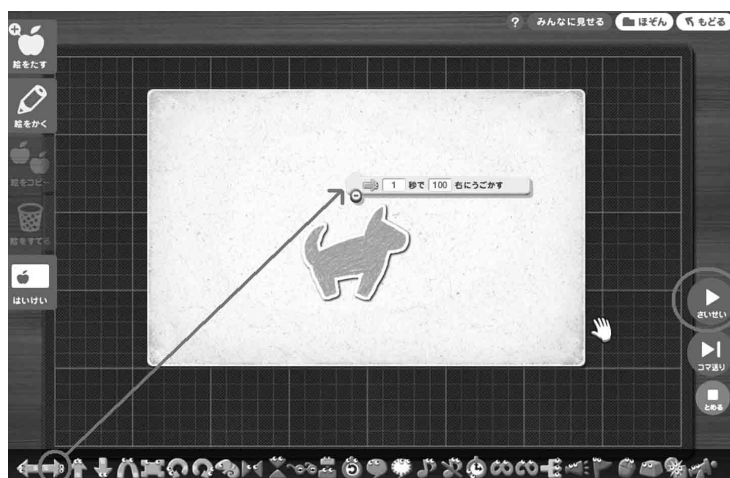 ? みんなに見せる ほぞん もどる
絵をたす
絵をかく
絵をコピー
絵をすてる
はいけい
1 秒で 100 右にうごかす
さいせい
コマ送り
とめる